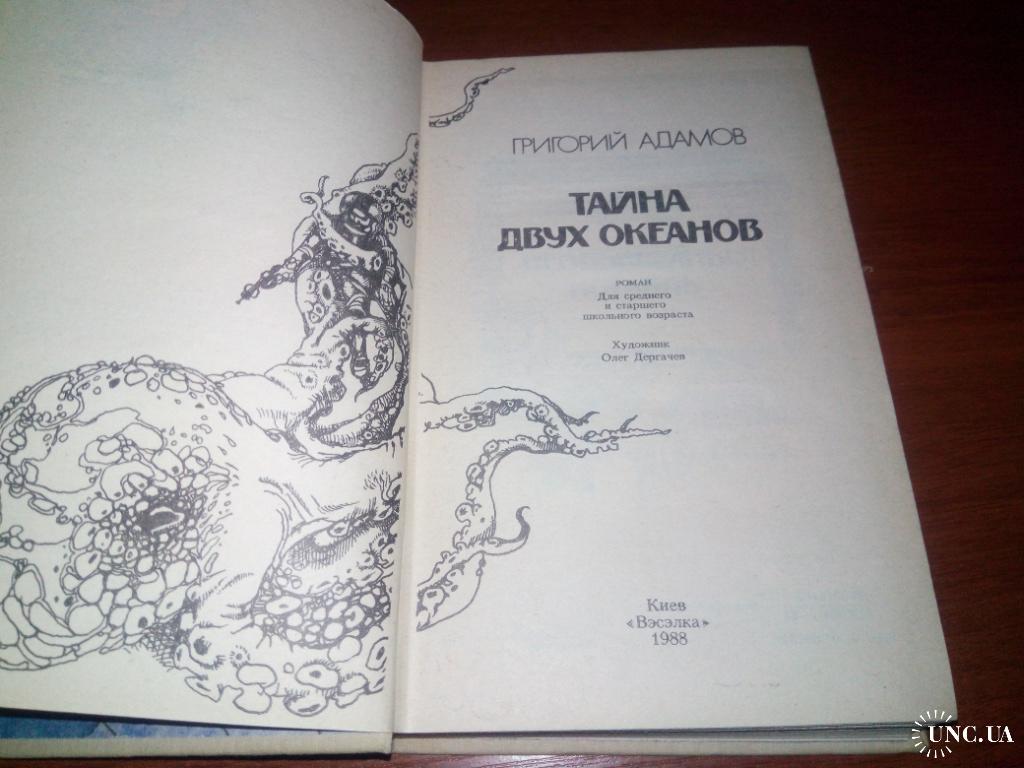 ГРИГОРИЙ АДАМОВ
ТАЙНА
ДВУХ ОКЕАНОВ
РОМАН
Для среднего
и старшего
школьного возраста
Художник
Олег Дергачев
Киев
«Вэсэлка»
1988
UNC.UA